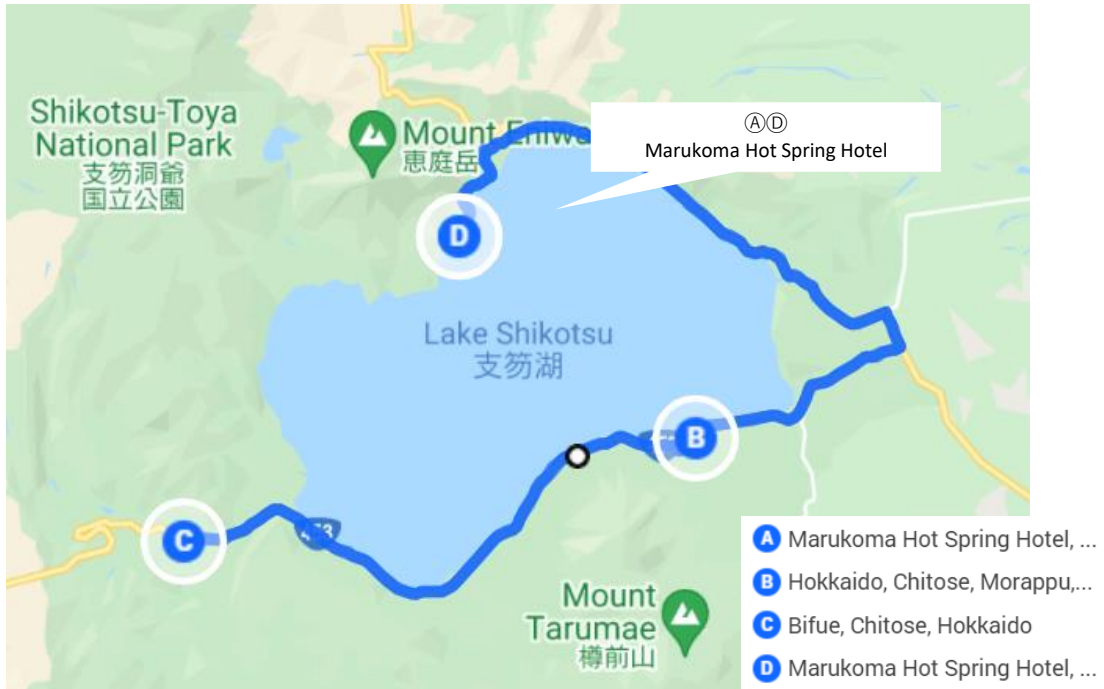 Shikotsu-Toya
National Park
支笏洞爺
国立公園
Mount Eniwa
恵庭岳
ⒶⒹ
Marukoma Hot Spring Hotel
D
Lake Shikotsu
支笏湖
B
C
453
Mount
Tarumae
樽前山
A Marukoma Hot Spring Hotel, ...
B Hokkaido, Chitose, Morappu,...
C Bifue, Chitose, Hokkaido
D Marukoma Hot Spring Hotel, ...